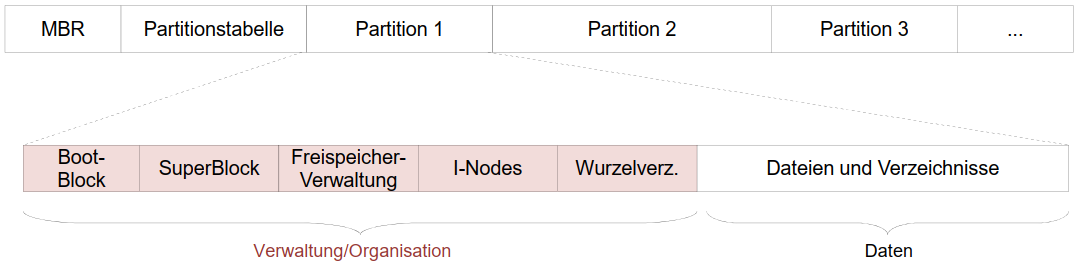 MBR
Partitionstabelle
Partition 1
Partition 2
Partition 3
...
Boot-
Block
SuperBlock
Freispeicher-
Verwaltung
I-Nodes
Wurzelverz.
Dateien und Verzeichnisse
Verwaltung/Organisation
Daten